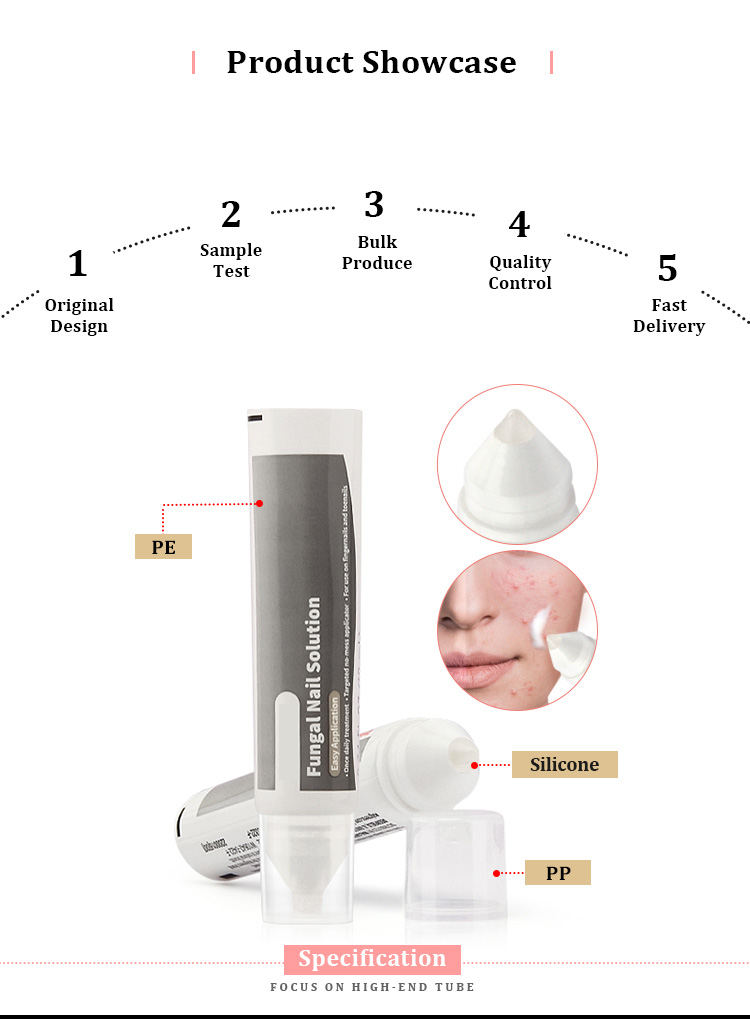 Product Showcase
1
Original
Design
2
Sample
Test
3
Bulk
Produce
4
Quality
Control
5
Fast
Delivery
PE
Fungal Nail Solution
Easy Application
• Once daily treatment • Targeted no-mess applicator • For use on fingernails and toenails
Silicone
PP
Specification
FOCUS ON HIGH-END TUBE